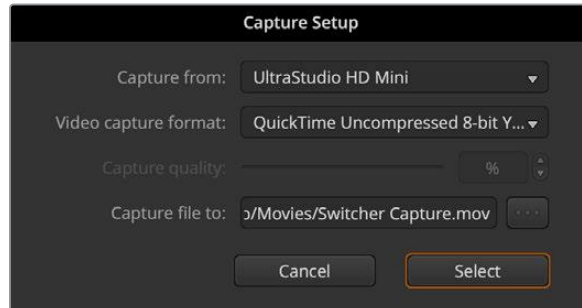 Capture Setup
Capture from: UltraStudio HD Mini
Video capture format: QuickTime Uncompressed 8-bit Y...
Capture quality: %
Capture file to: o/Movies/Switcher Capture.mov ...
Cancel Select